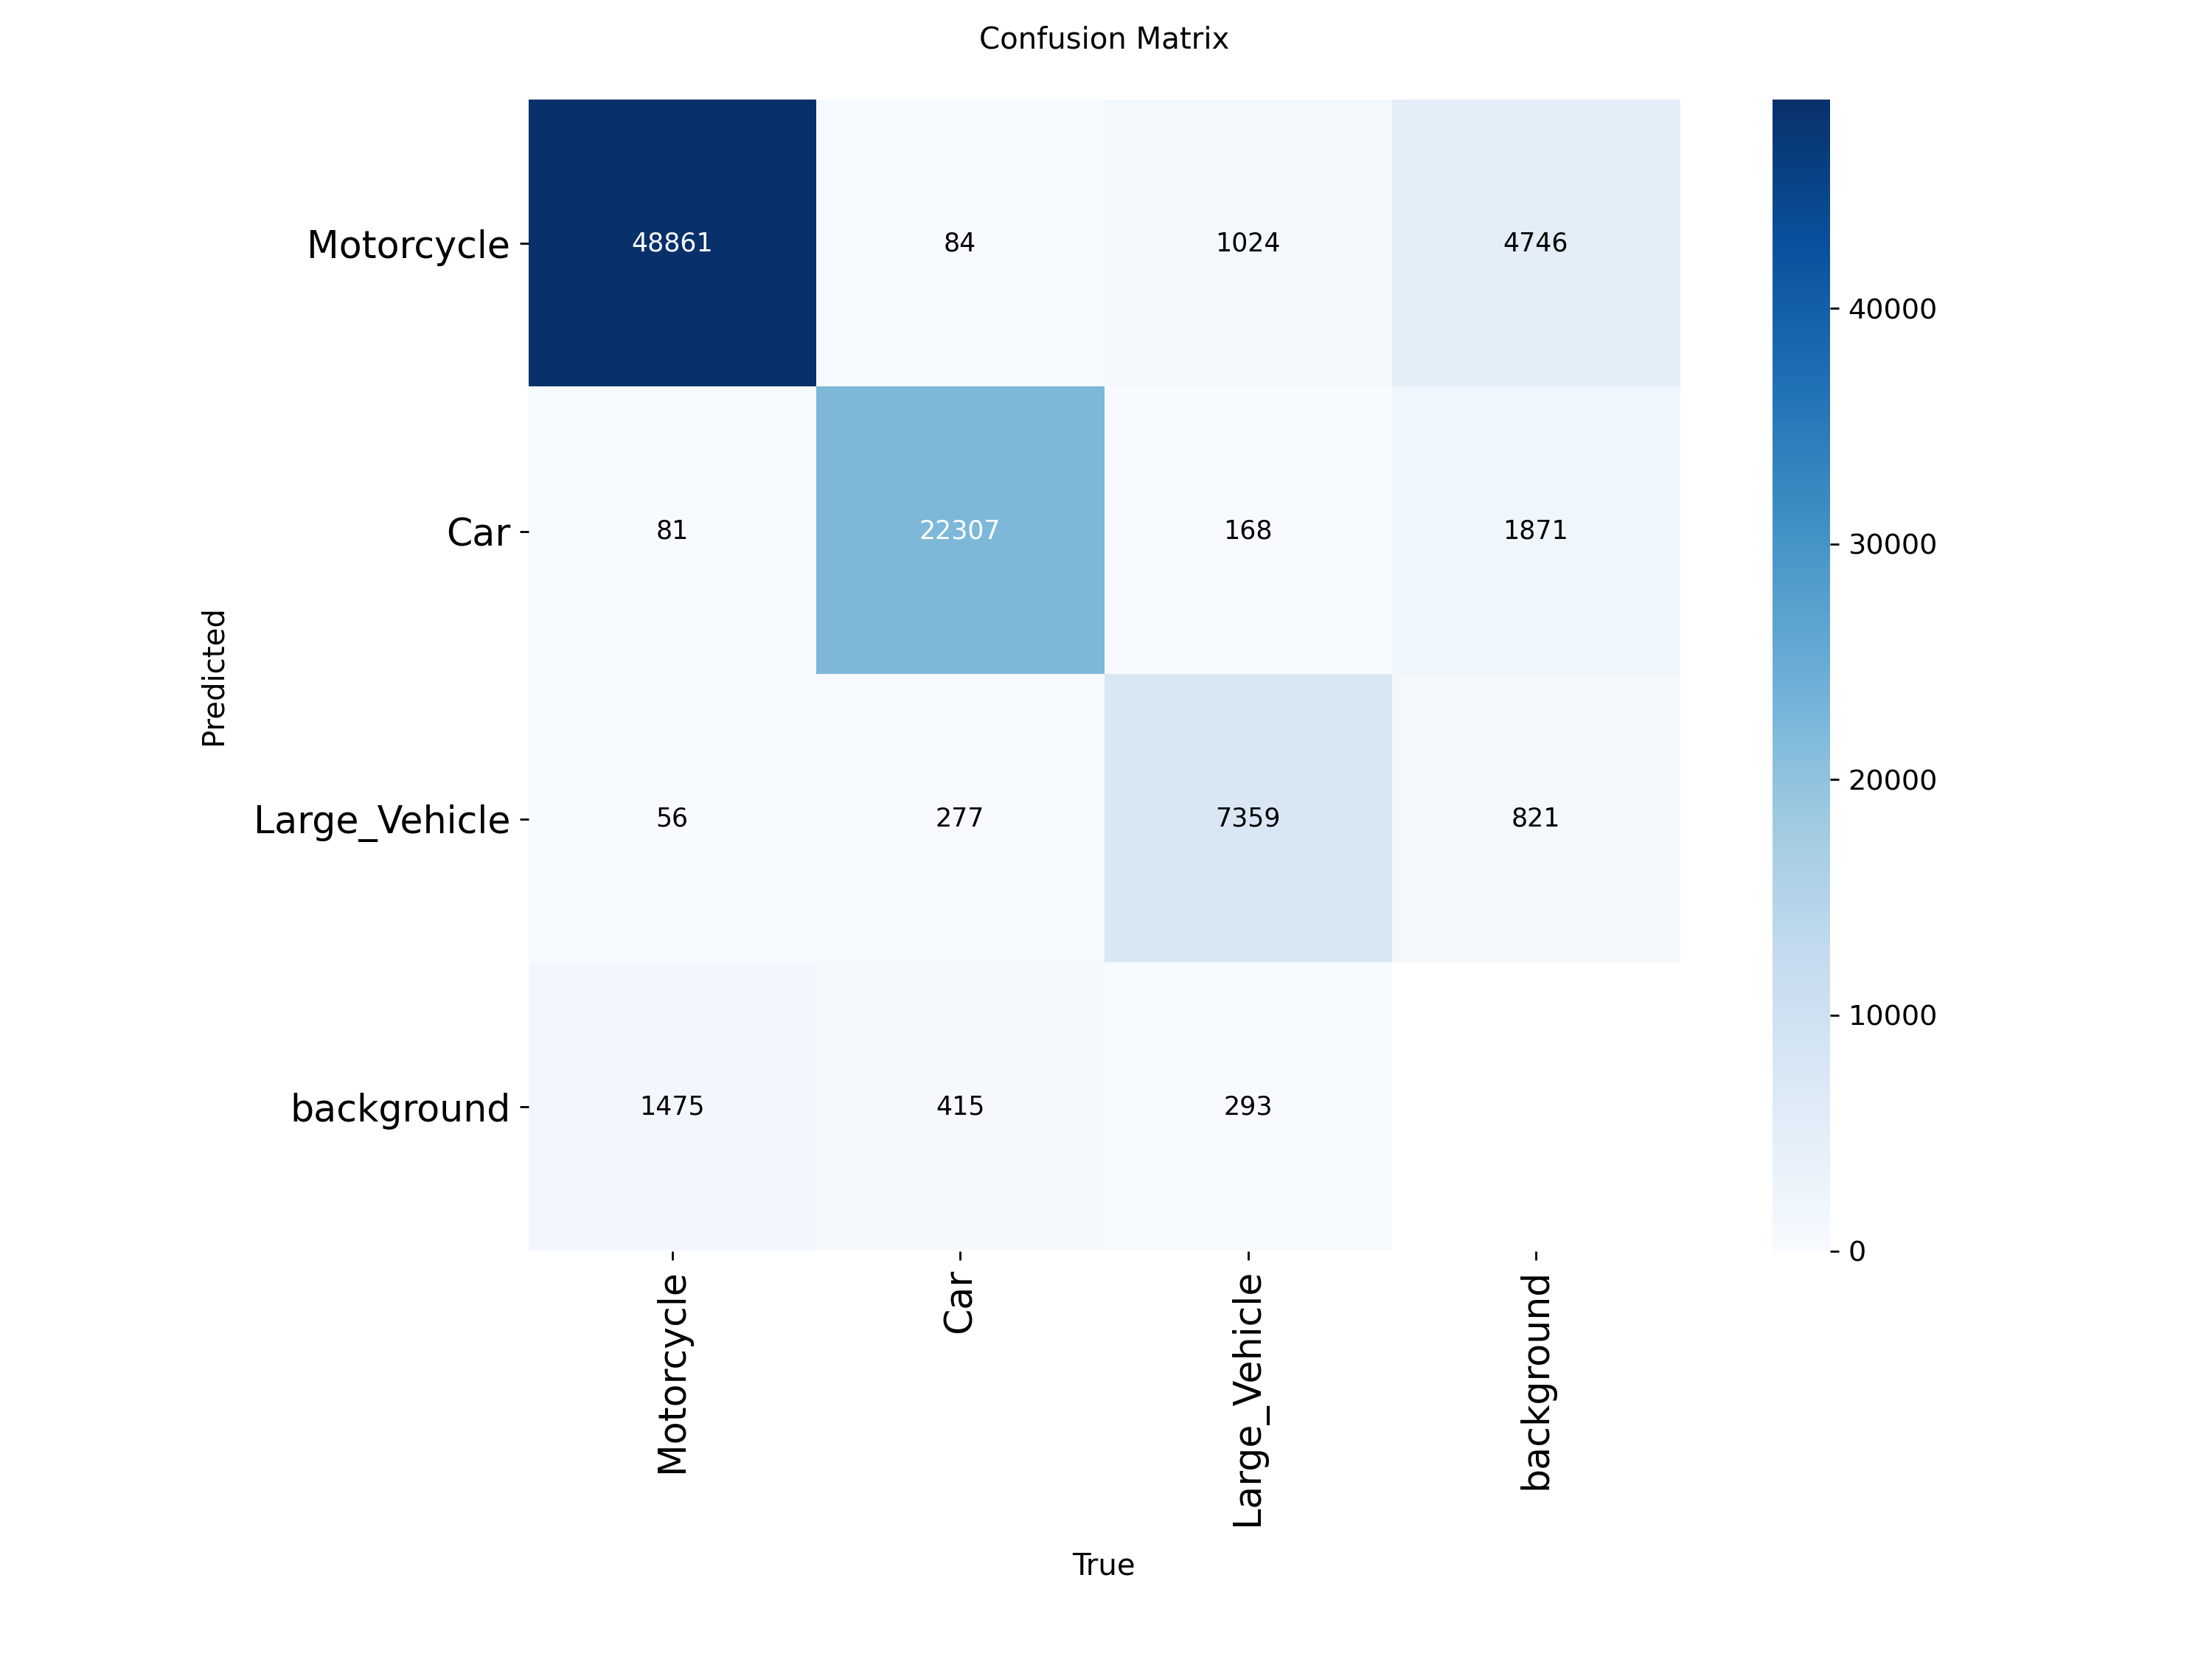 Confusion Matrix
Motorcycle 48861 84 1024 4746
Car 81 22307 168 1871
Large_Vehicle 56 277 7359 821
background 1475 415 293
Predicted
Motorcycle Car Large_Vehicle background
True
40000
30000
20000
10000
0